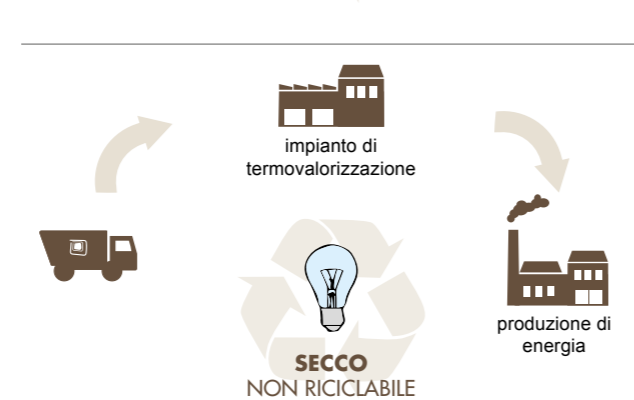 impianto di
termovalorizzazione
produzione di
energia
SECCO
NON RICICLABILE